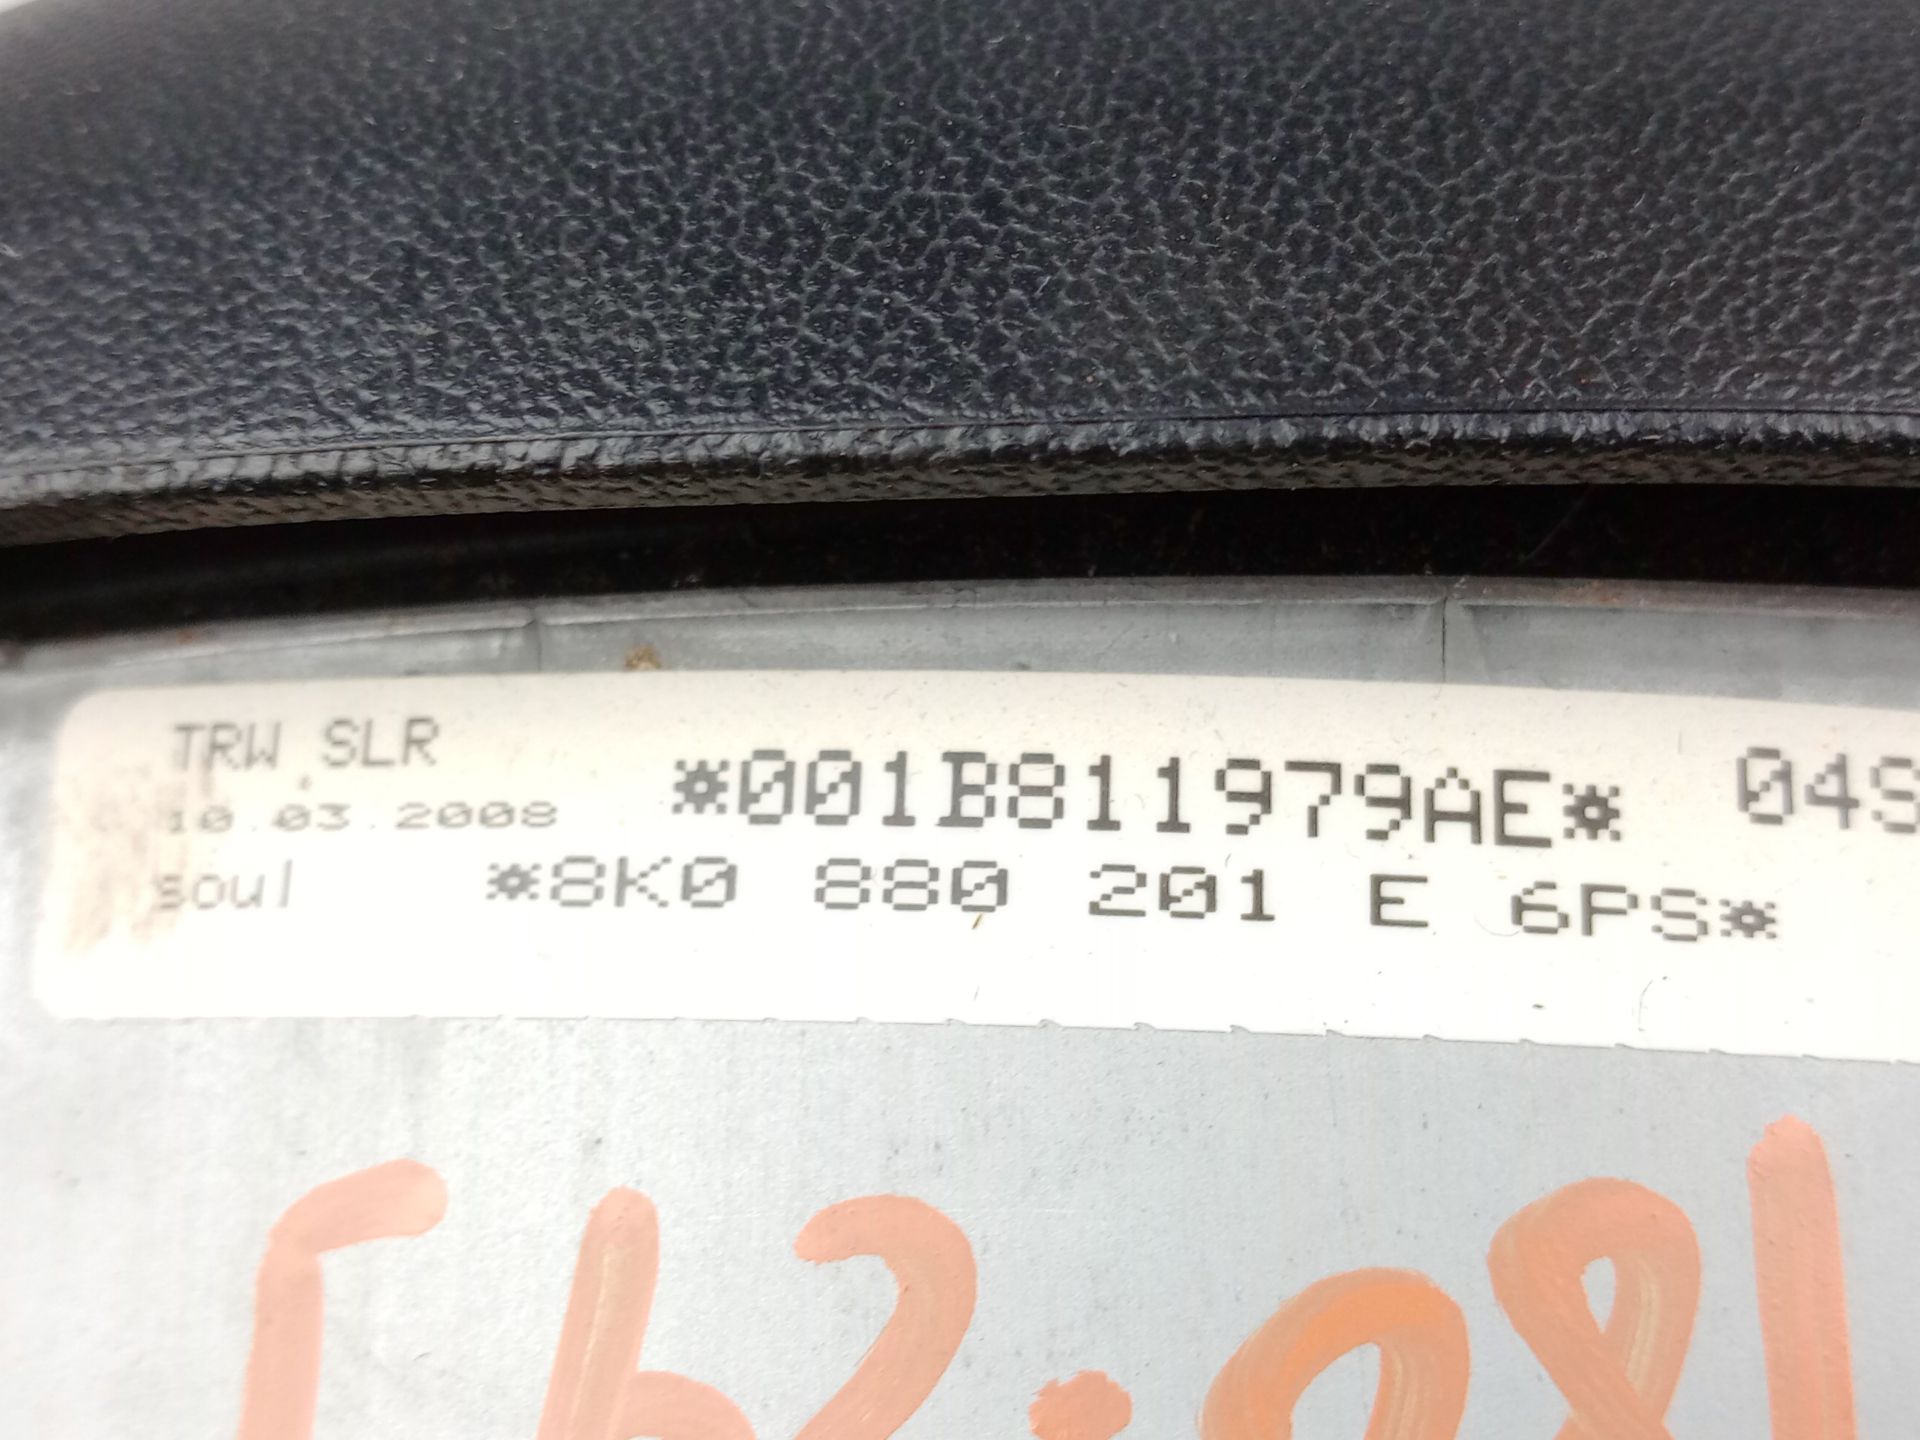 TRW SLR *001B811979AE* 04S
10.03.2008
soul *8K0 880 201 E 6PS*